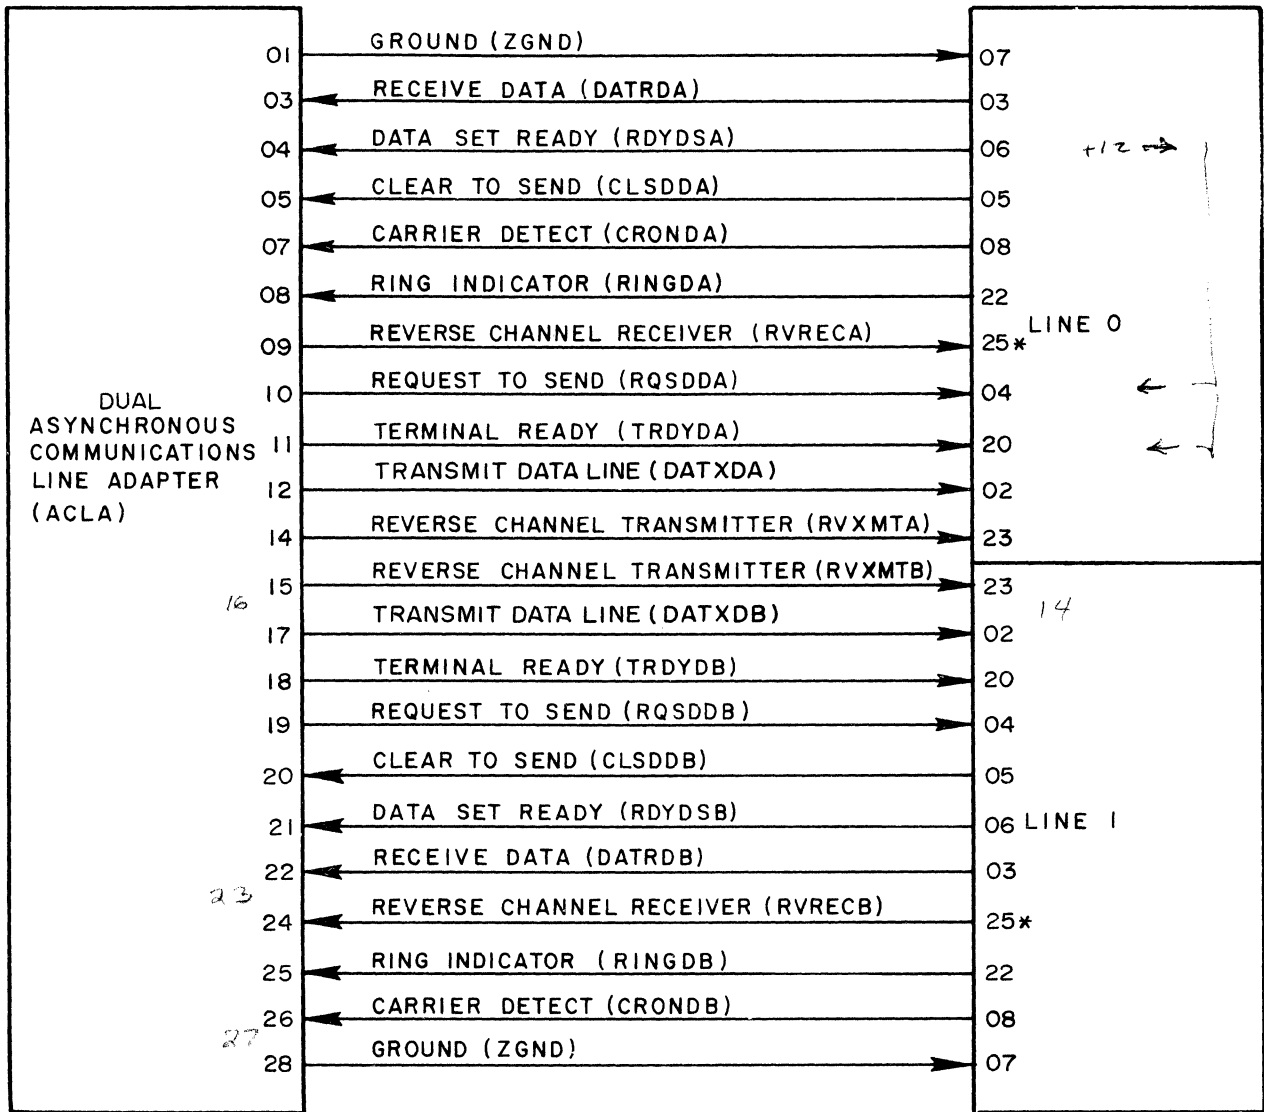 GROUND (ZGND)
01 07
RECEIVE DATA (DATRDA)
03 03
DATA SET READY (RDYDSA)
04 06 +12
CLEAR TO SEND (CLSDDA)
05 05
CARRIER DETECT (CRONDA)
07 08
RING INDICATOR (RINGDA)
08 22
REVERSE CHANNEL RECEIVER (RVRECA)
09 25* LINE 0
REQUEST TO SEND (RQSDDA)
10 04
DUAL
ASYNCHRONOUS
COMMUNICATIONS
LINE ADAPTER
(ACLA)
TERMINAL READY (TRDYDA)
11 20
TRANSMIT DATA LINE (DATXDA)
12 02
REVERSE CHANNEL TRANSMITTER (RVXMTA)
14 23
REVERSE CHANNEL TRANSMITTER (RVXMTB)
15 23
16 14
TRANSMIT DATA LINE (DATXDB)
17 02
TERMINAL READY (TRDYDB)
18 20
REQUEST TO SEND (RQSDDB)
19 04
CLEAR TO SEND (CLSDDB)
20 05
DATA SET READY (RDYDSB)
21 06 LINE 1
RECEIVE DATA (DATRDB)
22 03
23
REVERSE CHANNEL RECEIVER (RVRECB)
24 25*
RING INDICATOR (RINGDB)
25 22
CARRIER DETECT (CRONDB)
26 08
27
GROUND (ZGND)
28 07